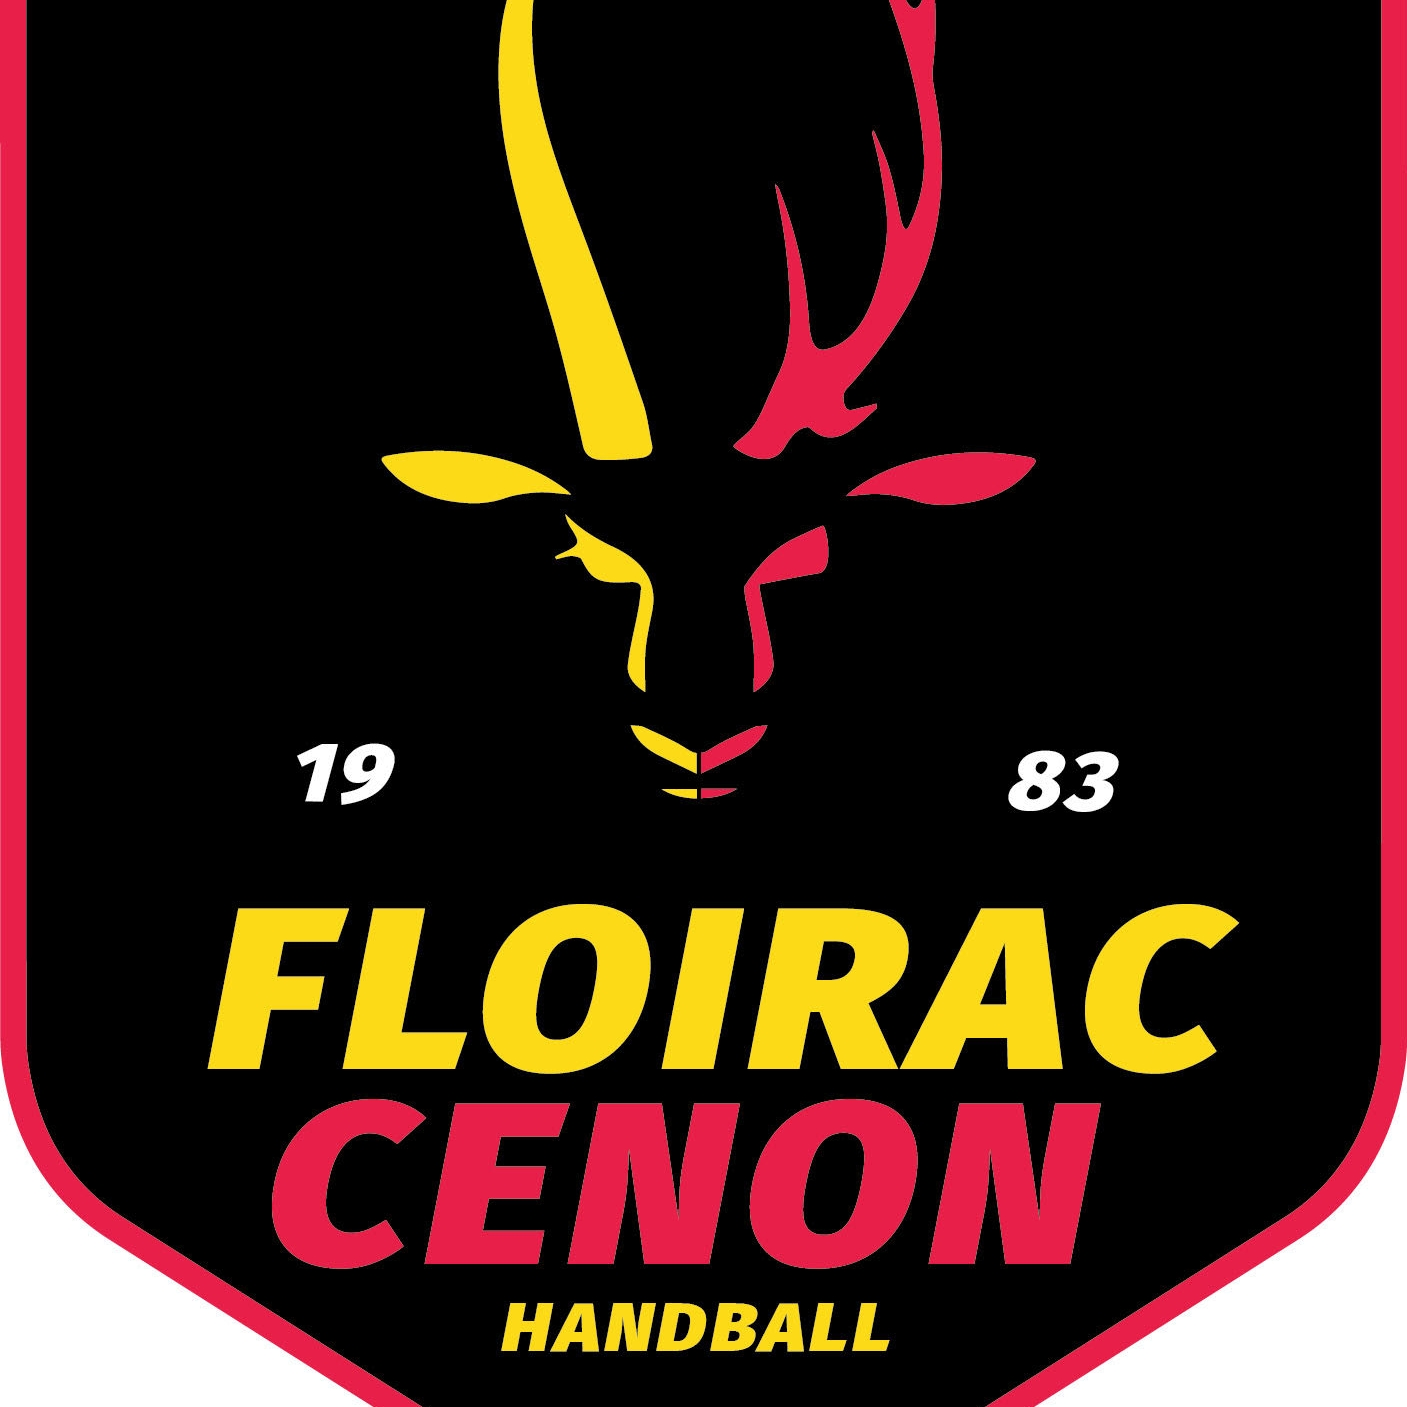 19 83
FLOIRAC
CENON
HANDBALL